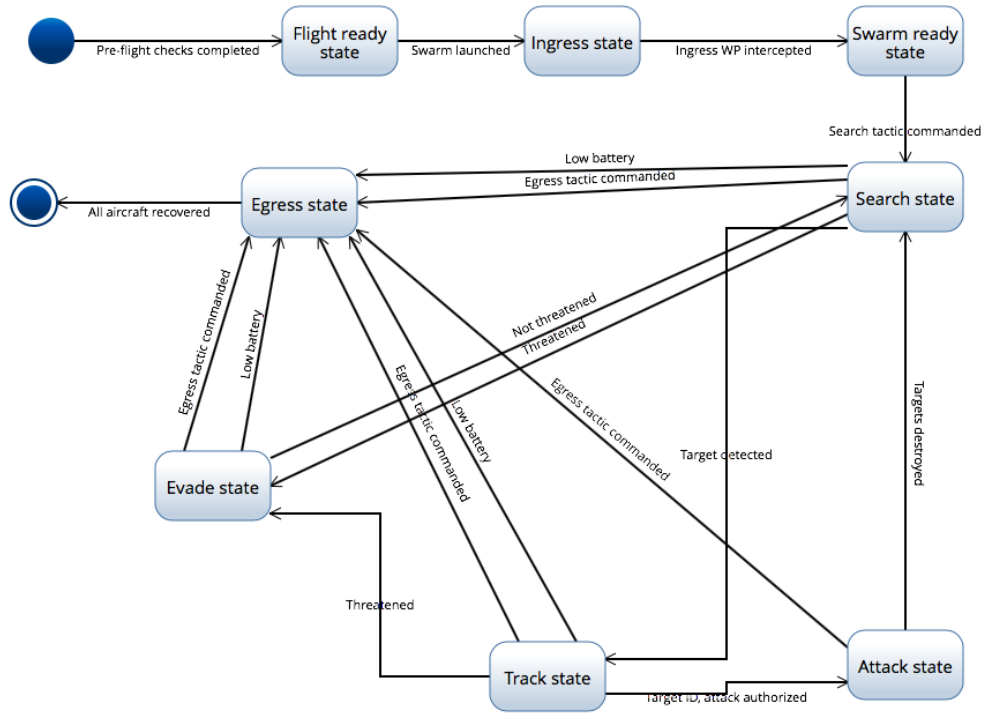 Flight ready
state
Ingress state
Swarm ready
state
Pre-flight checks completed
Swarm launched
Ingress WP intercepted
Search tactic commanded
Low battery
Egress tactic commanded
Egress state
Search state
All aircraft recovered
Egress tactic commanded
Low battery
Not threatened
Threatened
Egress tactic commanded
Low battery
Egress tactic commanded
Target detected
Targets destroyed
Evade state
Threatened
Track state
Attack state
Target ID, attack authorized